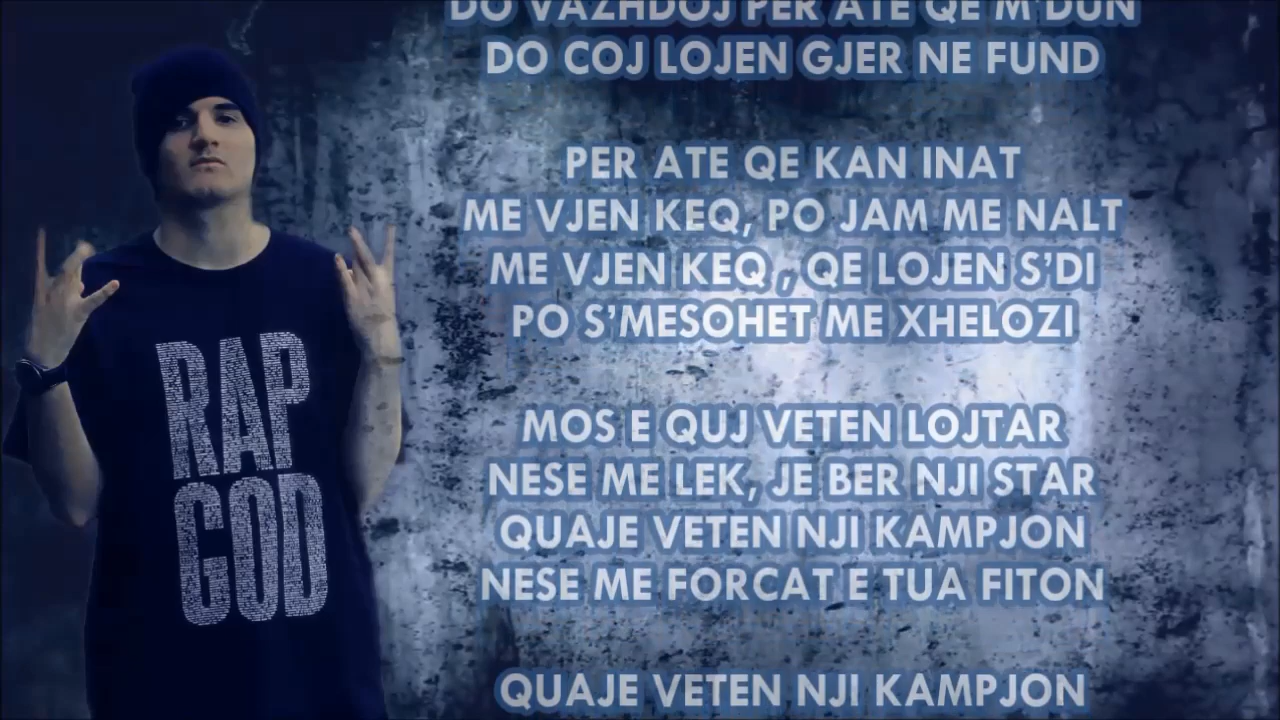 DO VAZHDOJ PER ATE QE M'DUN
DO COJ LOJEN GJER NE FUND
PER ATE QE KAN INAT
ME VJEN KEQ, PO JAM ME NALT
ME VJEN KEQ , QE LOJEN S'DI
PO S'MESOHET ME XHELOZI
MOS E QUJ VETEN LOJTAR
NESE ME LEK, JE BER NJI STAR
QUAJE VETEN NJI KAMPJON
NESE ME FORCAT E TUA FITON
QUAJE VETEN NJI KAMPJON
RAP
GOD